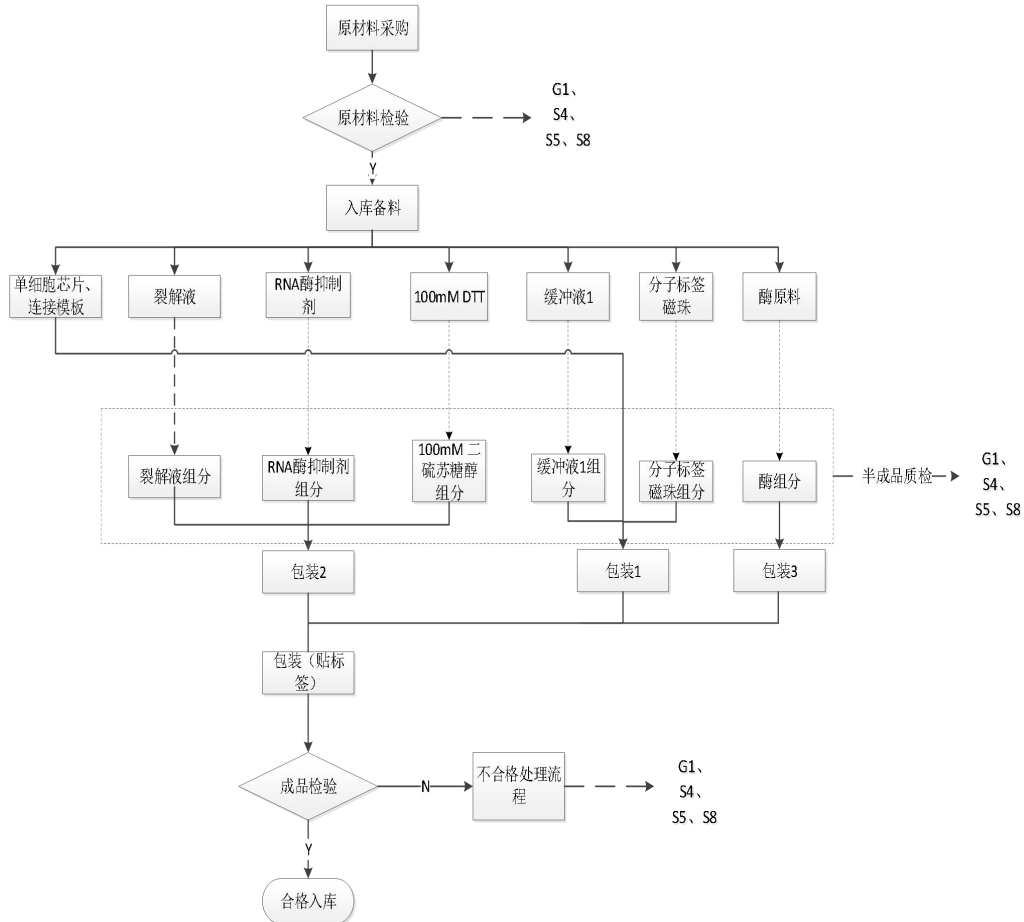 原材料采购
原材料检验
G1、
S4、
S5、S8
Y
入库备料
单细胞芯片、
连接模板
裂解液
RNA酶抑制
剂
100mM DTT
缓冲液1
分子标签
磁珠
酶原料
裂解液组分
RNA酶抑制剂
组分
100mM 二
硫苏糖醇
组分
缓冲液1组
分
分子标签
磁珠组分
酶组分
半成品质检
G1、
S4、
S5、S8
包装2
包装1
包装3
包装（贴标
签）
成品检验
N
不合格处理流
程
G1、
S4、
S5、S8
Y
合格入库